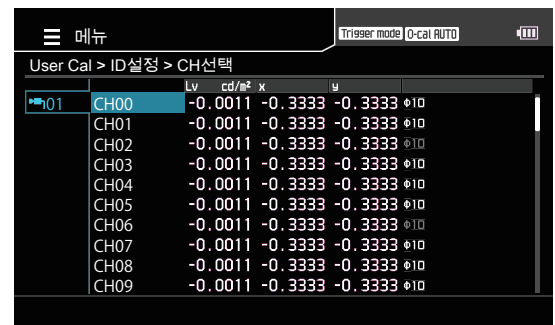 메뉴 Trigger mode 0-cal AUTO
User Cal > ID설정 > CH선택
Lv cd/m² x y
01 CH00 -0.0011 -0.3333 -0.3333 Φ10
CH01 -0.0011 -0.3333 -0.3333 Φ10
CH02 -0.0011 -0.3333 -0.3333 Φ10
CH03 -0.0011 -0.3333 -0.3333 Φ10
CH04 -0.0011 -0.3333 -0.3333 Φ10
CH05 -0.0011 -0.3333 -0.3333 Φ10
CH06 -0.0011 -0.3333 -0.3333 Φ10
CH07 -0.0011 -0.3333 -0.3333 Φ10
CH08 -0.0011 -0.3333 -0.3333 Φ10
CH09 -0.0011 -0.3333 -0.3333 Φ10